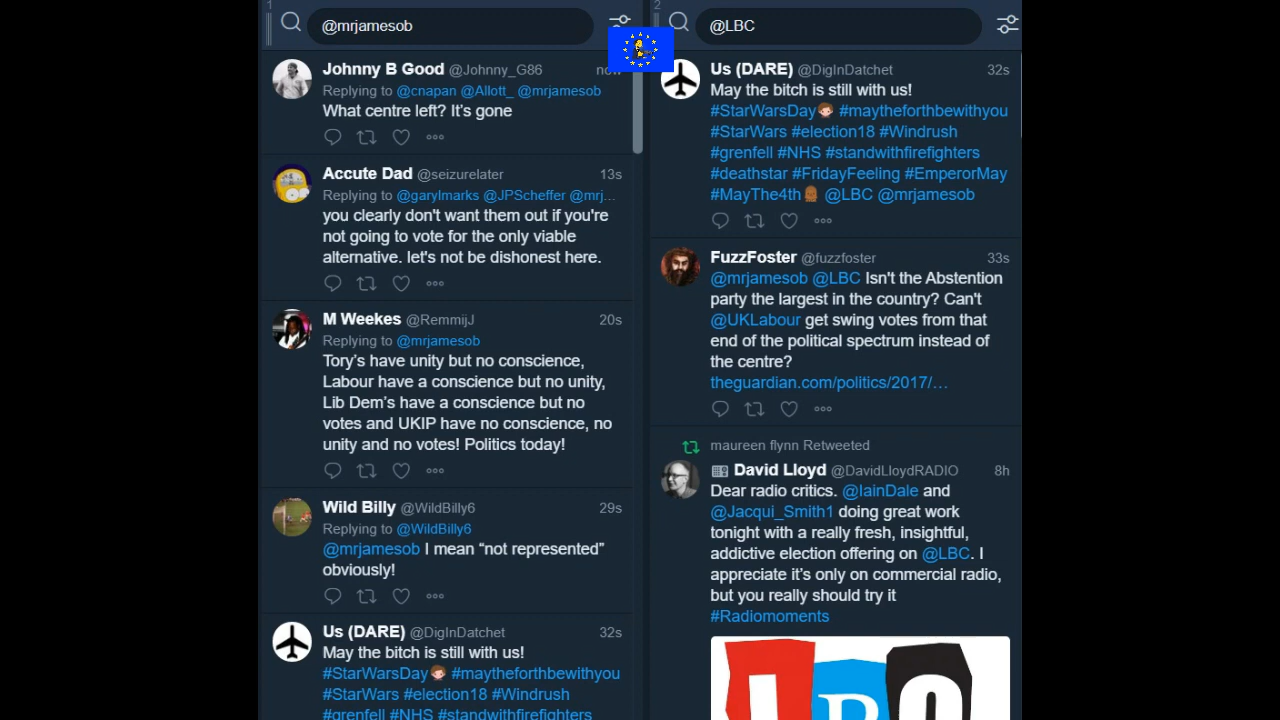 1
@mrjamesob
Johnny B Good @Johnny_G86 now
Replying to @cnapan @Allott_ @mrjamesob
What centre left? It's gone
Accute Dad @seizurelater 13s
Replying to @garylmarks @JPScheffer @mrj...
you clearly don't want them out if you're
not going to vote for the only viable
alternative. let's not be dishonest here.
M Weekes @RemmijJ 20s
Replying to @mrjamesob
Tory's have unity but no conscience,
Labour have a conscience but no unity,
Lib Dem's have a conscience but no
votes and UKIP have no conscience, no
unity and no votes! Politics today!
Wild Billy @WildBilly6 29s
Replying to @WildBilly6
@mrjamesob I mean “not represented”
obviously!
Us (DARE) @DigInDatchet 32s
May the bitch is still with us!
#StarWarsDay #maytheforthbewithyou
#StarWars #election18 #Windrush
#grenfell #NHS #standwithfirefighters
2
@LBC
Us (DARE) @DigInDatchet 32s
May the bitch is still with us!
#StarWarsDay #maytheforthbewithyou
#StarWars #election18 #Windrush
#grenfell #NHS #standwithfirefighters
#deathstar #FridayFeeling #EmperorMay
#MayThe4th @LBC @mrjamesob
FuzzFoster @fuzzfoster 33s
@mrjamesob @LBC Isn't the Abstention
party the largest in the country? Can't
@UKLabour get swing votes from that
end of the political spectrum instead of
the centre?
theguardian.com/politics/2017/…
maureen flynn Retweeted
David Lloyd @DavidLloydRADIO 8h
Dear radio critics. @IainDale and
@Jacqui_Smith1 doing great work
tonight with a really fresh, insightful,
addictive election offering on @LBC. I
appreciate it's only on commercial radio,
but you really should try it
#Radiomoments
LBC